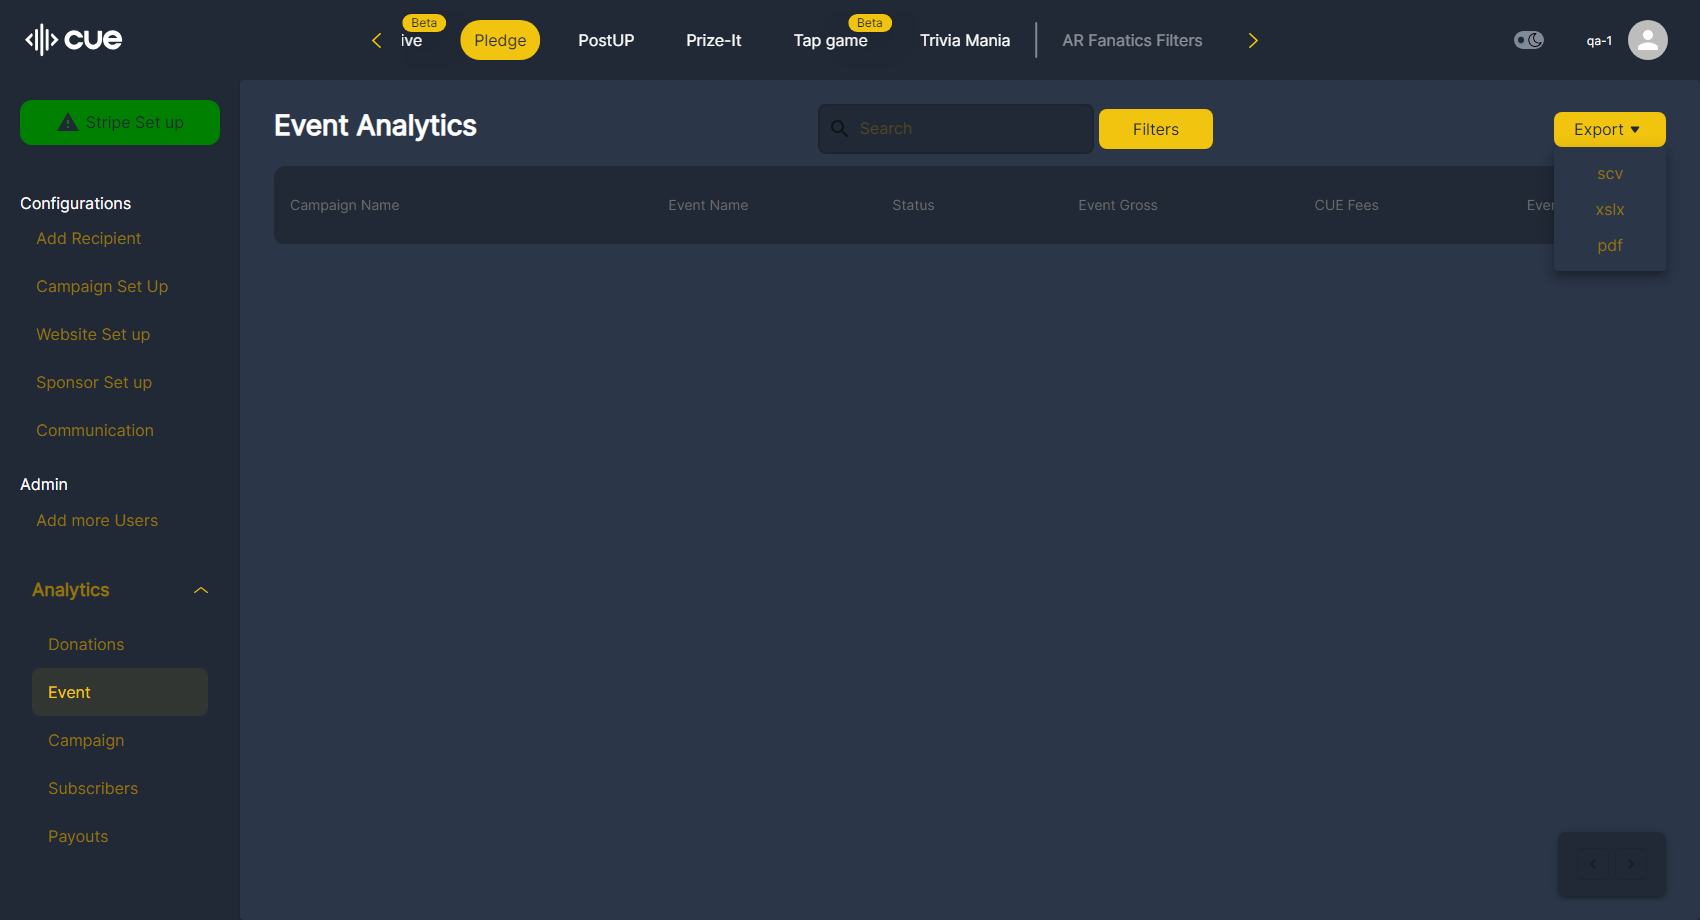 cue
ive
Beta
Pledge
PostUP
Prize-It
Tap game
Beta
Trivia Mania
AR Fanatics Filters
qa-1
Stripe Set up
Configurations
Add Recipient
Campaign Set Up
Website Set up
Sponsor Set up
Communication
Admin
Add more Users
Analytics
Donations
Event
Campaign
Subscribers
Payouts
Event Analytics
Search
Filters
Export
scv
xslx
pdf
Campaign Name
Event Name
Status
Event Gross
CUE Fees
Ever